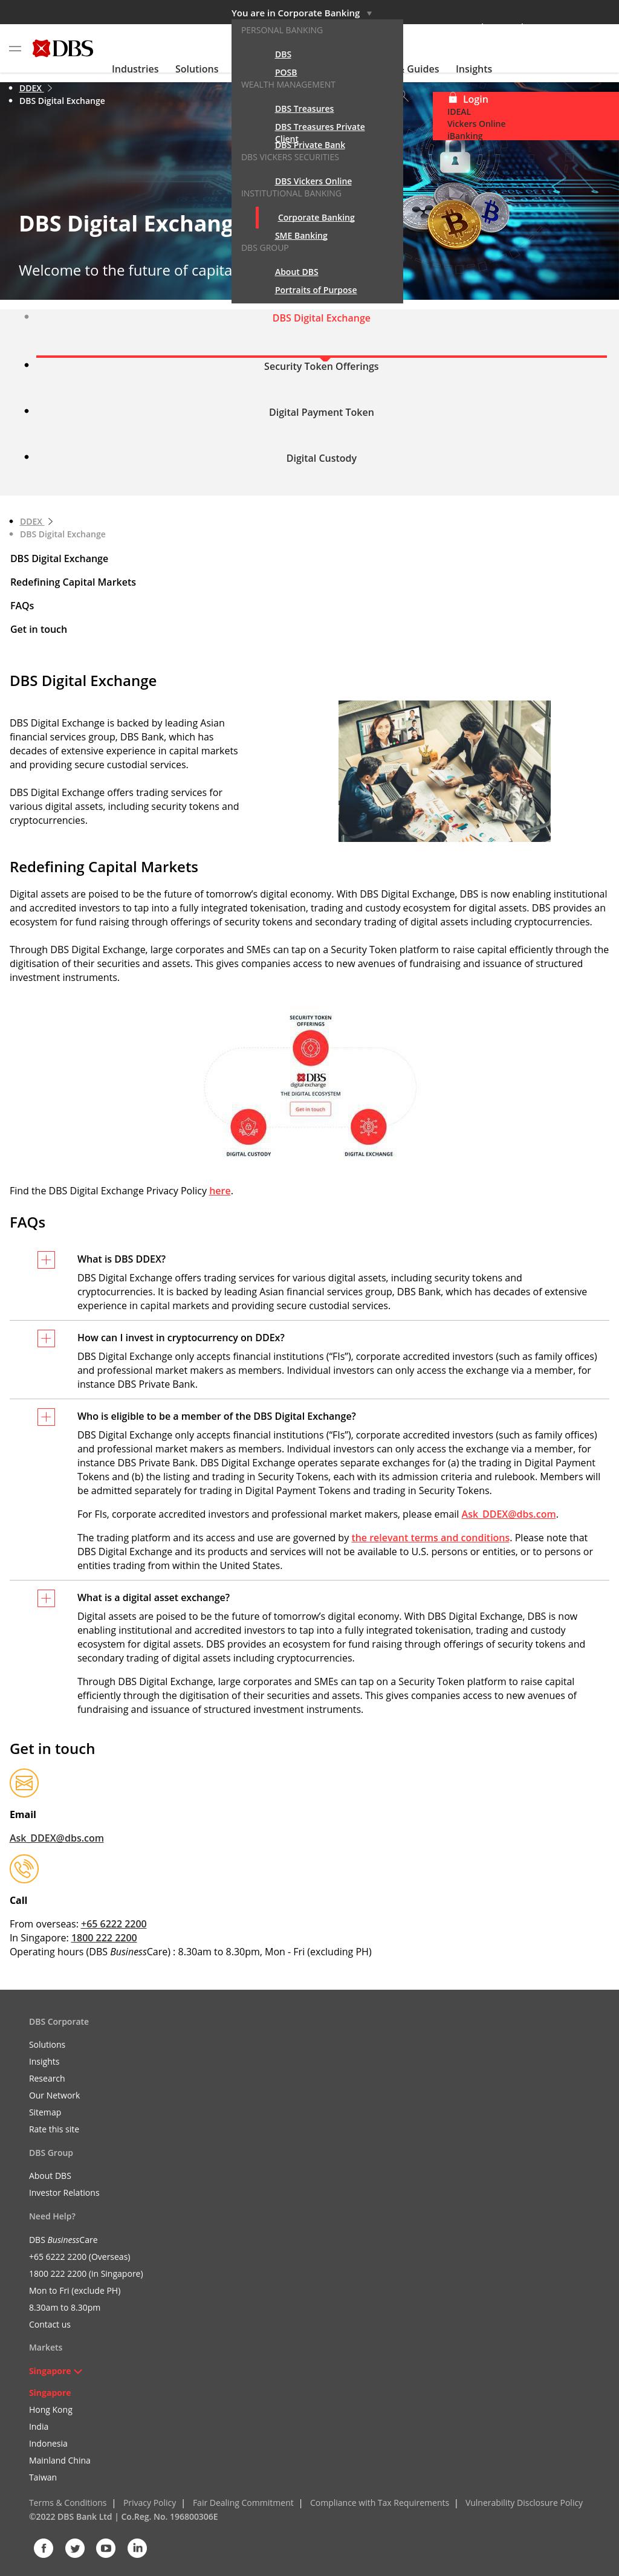 You are in Corporate Banking
PERSONAL BANKING
DBS
POSB
WEALTH MANAGEMENT
DBS Treasures
DBS Treasures Private
Client
DBS Private Bank
DBS VICKERS SECURITIES
DBS Vickers Online
INSTITUTIONAL BANKING
Corporate Banking
SME Banking
DBS GROUP
About DBS
Portraits of Purpose
DBS
Industries
Solutions
Guides
Insights
Login
IDEAL
Vickers Online
iBanking
DDEX
DBS Digital Exchange
DBS Digital Exchang
Welcome to the future of capita
DBS Digital Exchange
Security Token Offerings
Digital Payment Token
Digital Custody
DDEX
DBS Digital Exchange
DBS Digital Exchange
Redefining Capital Markets
FAQs
Get in touch
DBS Digital Exchange
DBS Digital Exchange is backed by leading Asian
financial services group, DBS Bank, which has
decades of extensive experience in capital markets
and providing secure custodial services.
DBS Digital Exchange offers trading services for
various digital assets, including security tokens and
cryptocurrencies.
Redefining Capital Markets
Digital assets are poised to be the future of tomorrow’s digital economy. With DBS Digital Exchange, DBS is now enabling institutional
and accredited investors to tap into a fully integrated tokenisation, trading and custody ecosystem for digital assets. DBS provides an
ecosystem for fund raising through offerings of security tokens and secondary trading of digital assets including cryptocurrencies.
Through DBS Digital Exchange, large corporates and SMEs can tap on a Security Token platform to raise capital efficiently through the
digitisation of their securities and assets. This gives companies access to new avenues of fundraising and issuance of structured
investment instruments.
SECURITY TOKEN
OFFERINGS
DBS
digital exchange
THE DIGITAL ECOSYSTEM
Get in touch
DIGITAL CUSTODY
DIGITAL EXCHANGE
Find the DBS Digital Exchange Privacy Policy here.
FAQs
What is DBS DDEX?
DBS Digital Exchange offers trading services for various digital assets, including security tokens and
cryptocurrencies. It is backed by leading Asian financial services group, DBS Bank, which has decades of extensive
experience in capital markets and providing secure custodial services.
How can I invest in cryptocurrency on DDEx?
DBS Digital Exchange only accepts financial institutions (“FIs”), corporate accredited investors (such as family offices)
and professional market makers as members. Individual investors can only access the exchange via a member, for
instance DBS Private Bank.
Who is eligible to be a member of the DBS Digital Exchange?
DBS Digital Exchange only accepts financial institutions (“FIs”), corporate accredited investors (such as family offices)
and professional market makers as members. Individual investors can only access the exchange via a member, for
instance DBS Private Bank. DBS Digital Exchange operates separate exchanges for (a) the trading in Digital Payment
Tokens and (b) the listing and trading in Security Tokens, each with its admission criteria and rulebook. Members will
be admitted separately for trading in Digital Payment Tokens and trading in Security Tokens.
For FIs, corporate accredited investors and professional market makers, please email Ask_DDEX@dbs.com.
The trading platform and its access and use are governed by the relevant terms and conditions. Please note that
DBS Digital Exchange and its products and services will not be available to U.S. persons or entities, or to persons or
entities trading from within the United States.
What is a digital asset exchange?
Digital assets are poised to be the future of tomorrow’s digital economy. With DBS Digital Exchange, DBS is now
enabling institutional and accredited investors to tap into a fully integrated tokenisation, trading and custody
ecosystem for digital assets. DBS provides an ecosystem for fund raising through offerings of security tokens and
secondary trading of digital assets including cryptocurrencies.
Through DBS Digital Exchange, large corporates and SMEs can tap on a Security Token platform to raise capital
efficiently through the digitisation of their securities and assets. This gives companies access to new avenues of
fundraising and issuance of structured investment instruments.
Get in touch
Email
Ask_DDEX@dbs.com
Call
From overseas: +65 6222 2200
In Singapore: 1800 222 2200
Operating hours (DBS BusinessCare) : 8.30am to 8.30pm, Mon - Fri (excluding PH)
DBS Corporate
Solutions
Insights
Research
Our Network
Sitemap
Rate this site
DBS Group
About DBS
Investor Relations
Need Help?
DBS BusinessCare
+65 6222 2200 (Overseas)
1800 222 2200 (In Singapore)
Mon to Fri (exclude PH)
8.30am to 8.30pm
Contact us
Markets
Singapore
Singapore
Hong Kong
India
Indonesia
Mainland China
Taiwan
Terms & Conditions | Privacy Policy | Fair Dealing Commitment | Compliance with Tax Requirements | Vulnerability Disclosure Policy
©2022 DBS Bank Ltd | Co.Reg. No. 196800306E